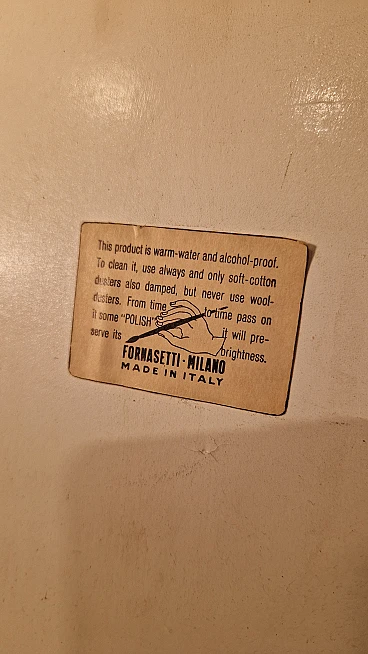 This product is warm-water and alcohol-proof.
To clean it, use always and only soft-cotton
dusters also damped, but never use wool-
dusters. From time to time pass on
it some "POLISH" it will pre-
serve its brightness.
FORNASETTI - MILANO
MADE IN ITALY